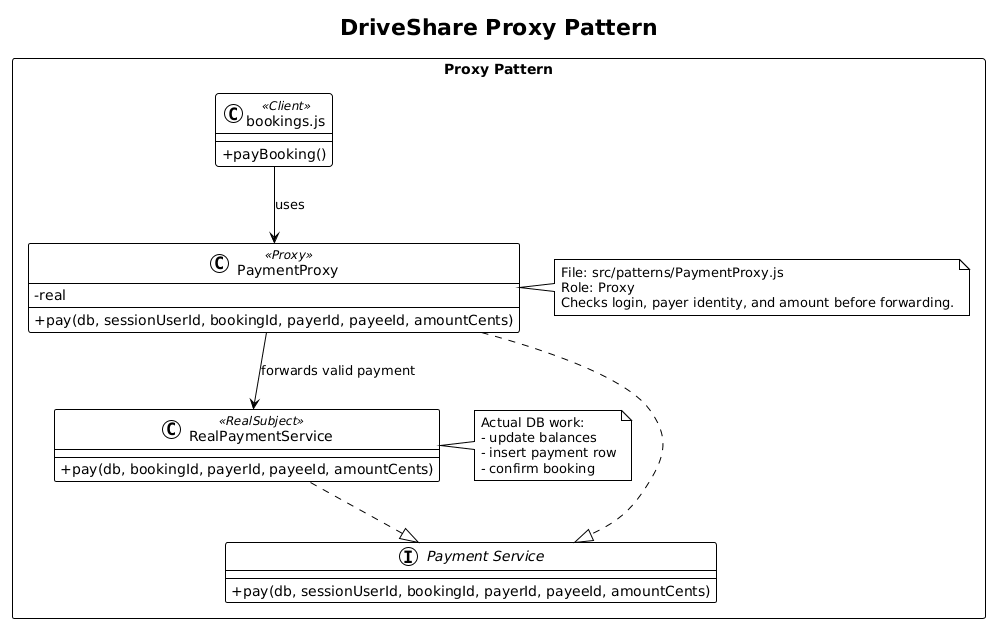 DriveShare Proxy Pattern
Proxy Pattern
C
«Client»
bookings.js
+payBooking()
uses
C
«Proxy»
PaymentProxy
-real
+pay(db, sessionUserId, bookingId, payerId, payeeId, amountCents)
File: src/patterns/PaymentProxy.js
Role: Proxy
Checks login, payer identity, and amount before forwarding.
forwards valid payment
C
«RealSubject»
RealPaymentService
+pay(db, bookingId, payerId, payeeId, amountCents)
Actual DB work:
- update balances
- insert payment row
- confirm booking
I
Payment Service
+pay(db, sessionUserId, bookingId, payerId, payeeId, amountCents)